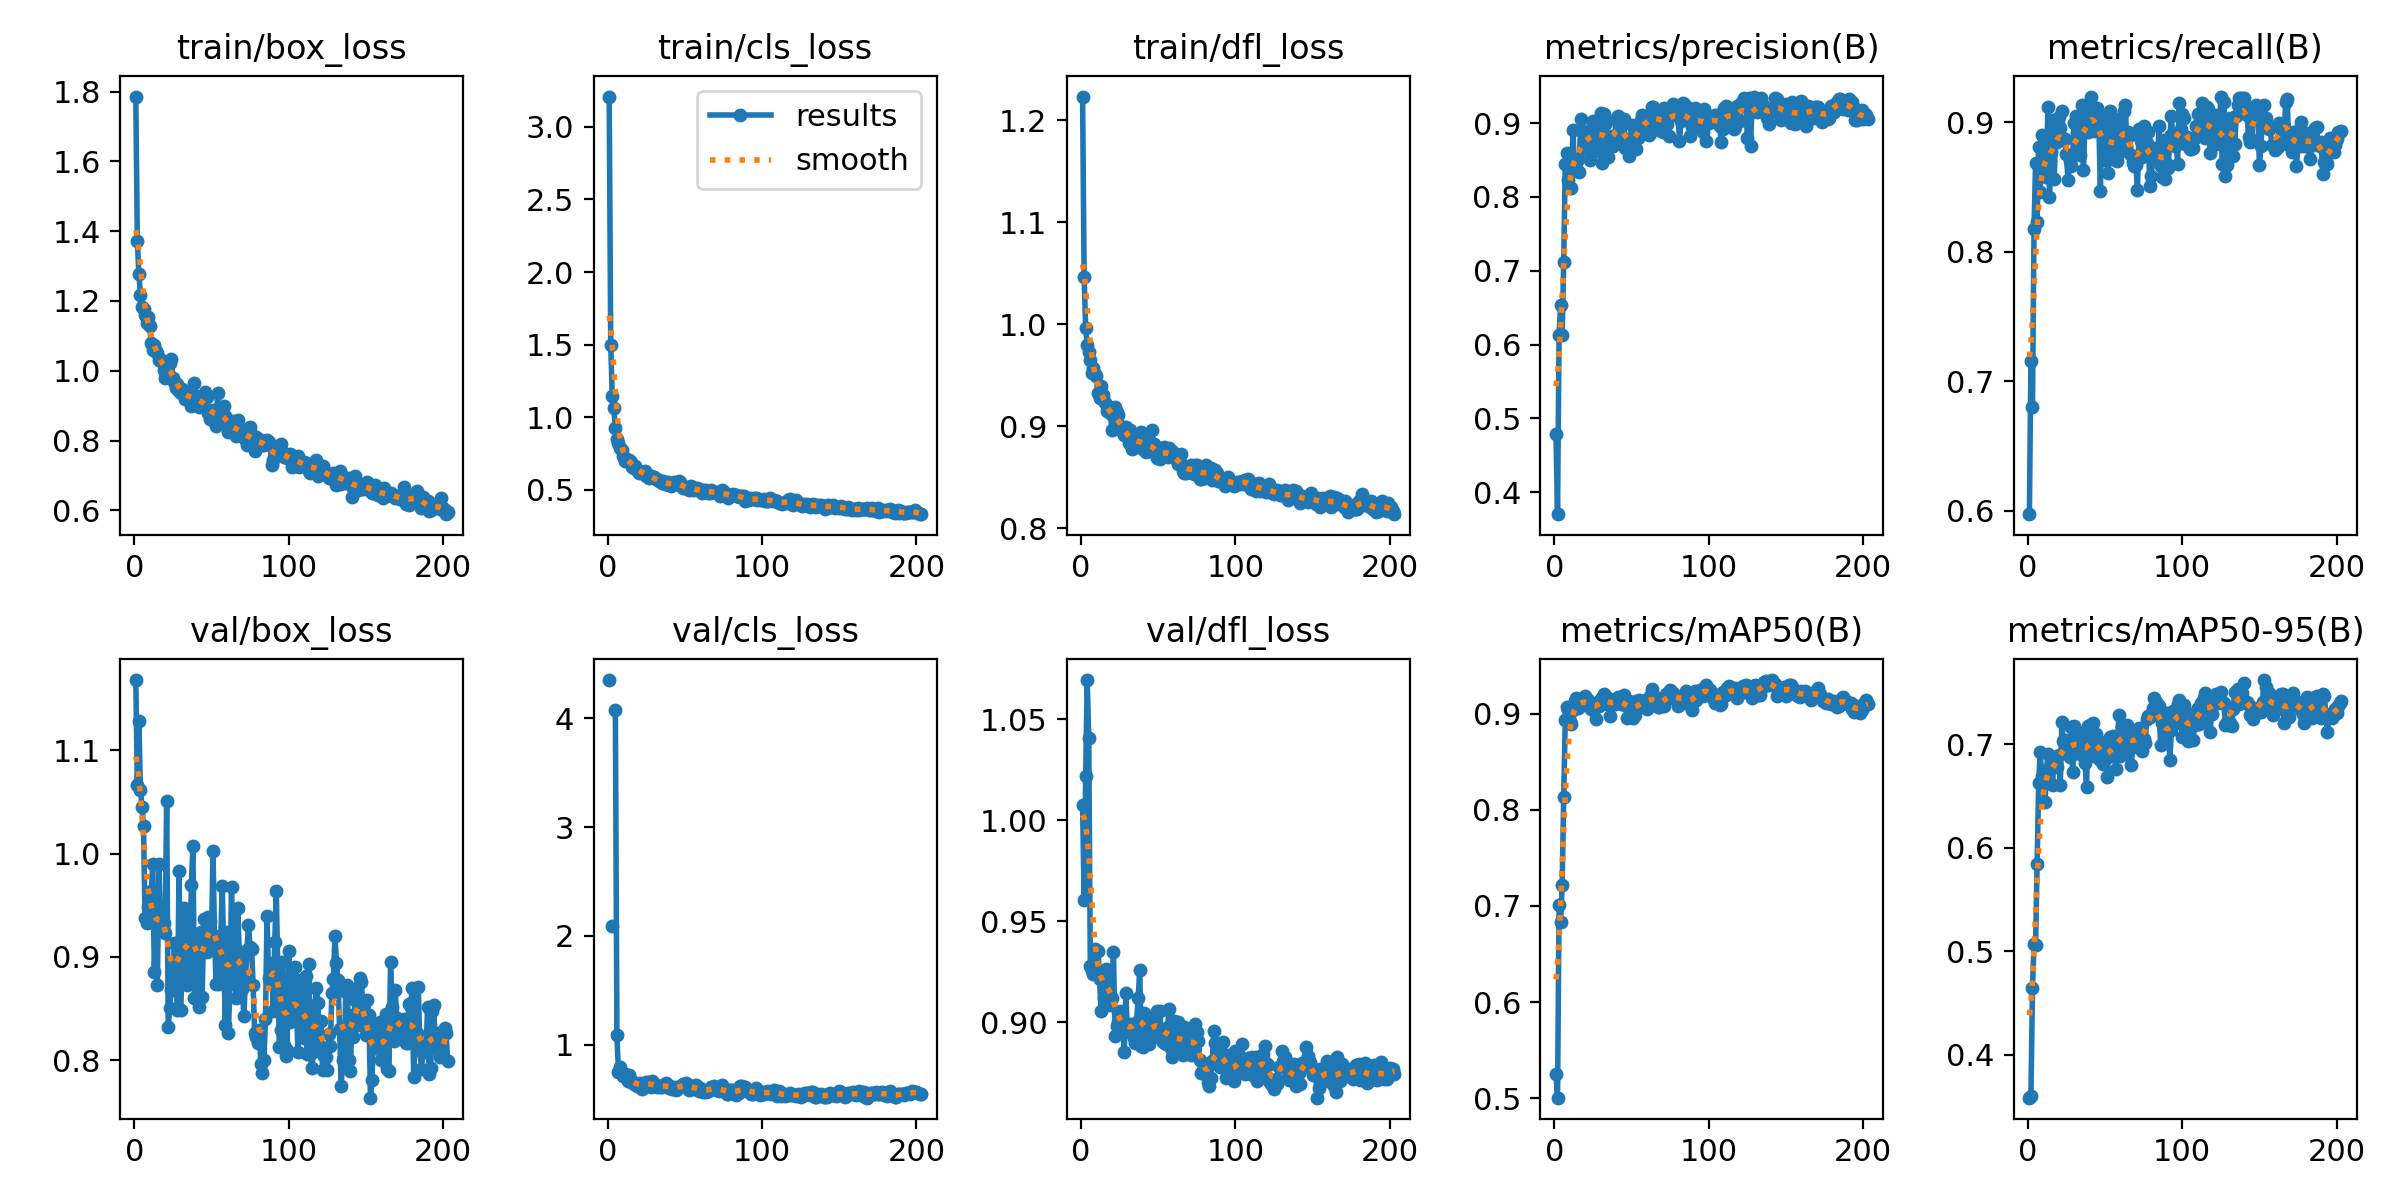 train/box_loss
1.8
1.6
1.4
1.2
1.0
0.8
0.6
0 100 200
train/cls_loss
results
smooth
3.0
2.5
2.0
1.5
1.0
0.5
0 100 200
train/dfl_loss
1.2
1.1
1.0
0.9
0.8
0 100 200
metrics/precision(B)
0.9
0.8
0.7
0.6
0.5
0.4
0 100 200
metrics/recall(B)
0.9
0.8
0.7
0.6
0 100 200
val/box_loss
1.1
1.0
0.9
0.8
0 100 200
val/cls_loss
4
3
2
1
0 100 200
val/dfl_loss
1.05
1.00
0.95
0.90
0 100 200
metrics/mAP50(B)
0.9
0.8
0.7
0.6
0.5
0 100 200
metrics/mAP50-95(B)
0.7
0.6
0.5
0.4
0 100 200